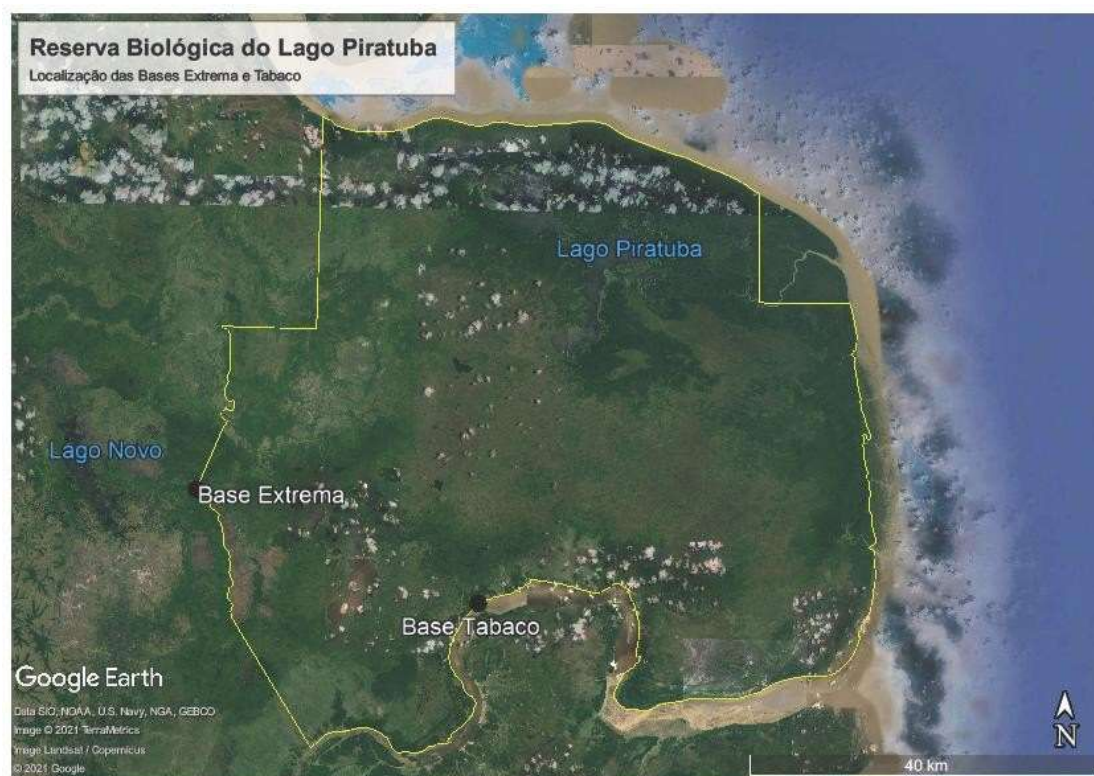 Reserva Biológica do Lago Piratuba
Localização das Bases Extrema e Tabaco
Lago Piratuba
Lago Novo
Base Extrema
Base Tabaco
Google Earth
Data SIO, NOAA, U.S. Navy, NGA, GEBCO
Image © 2021 TerraMetrics
Image Landsat / Copernicus
© 2021 Google
N
40 km